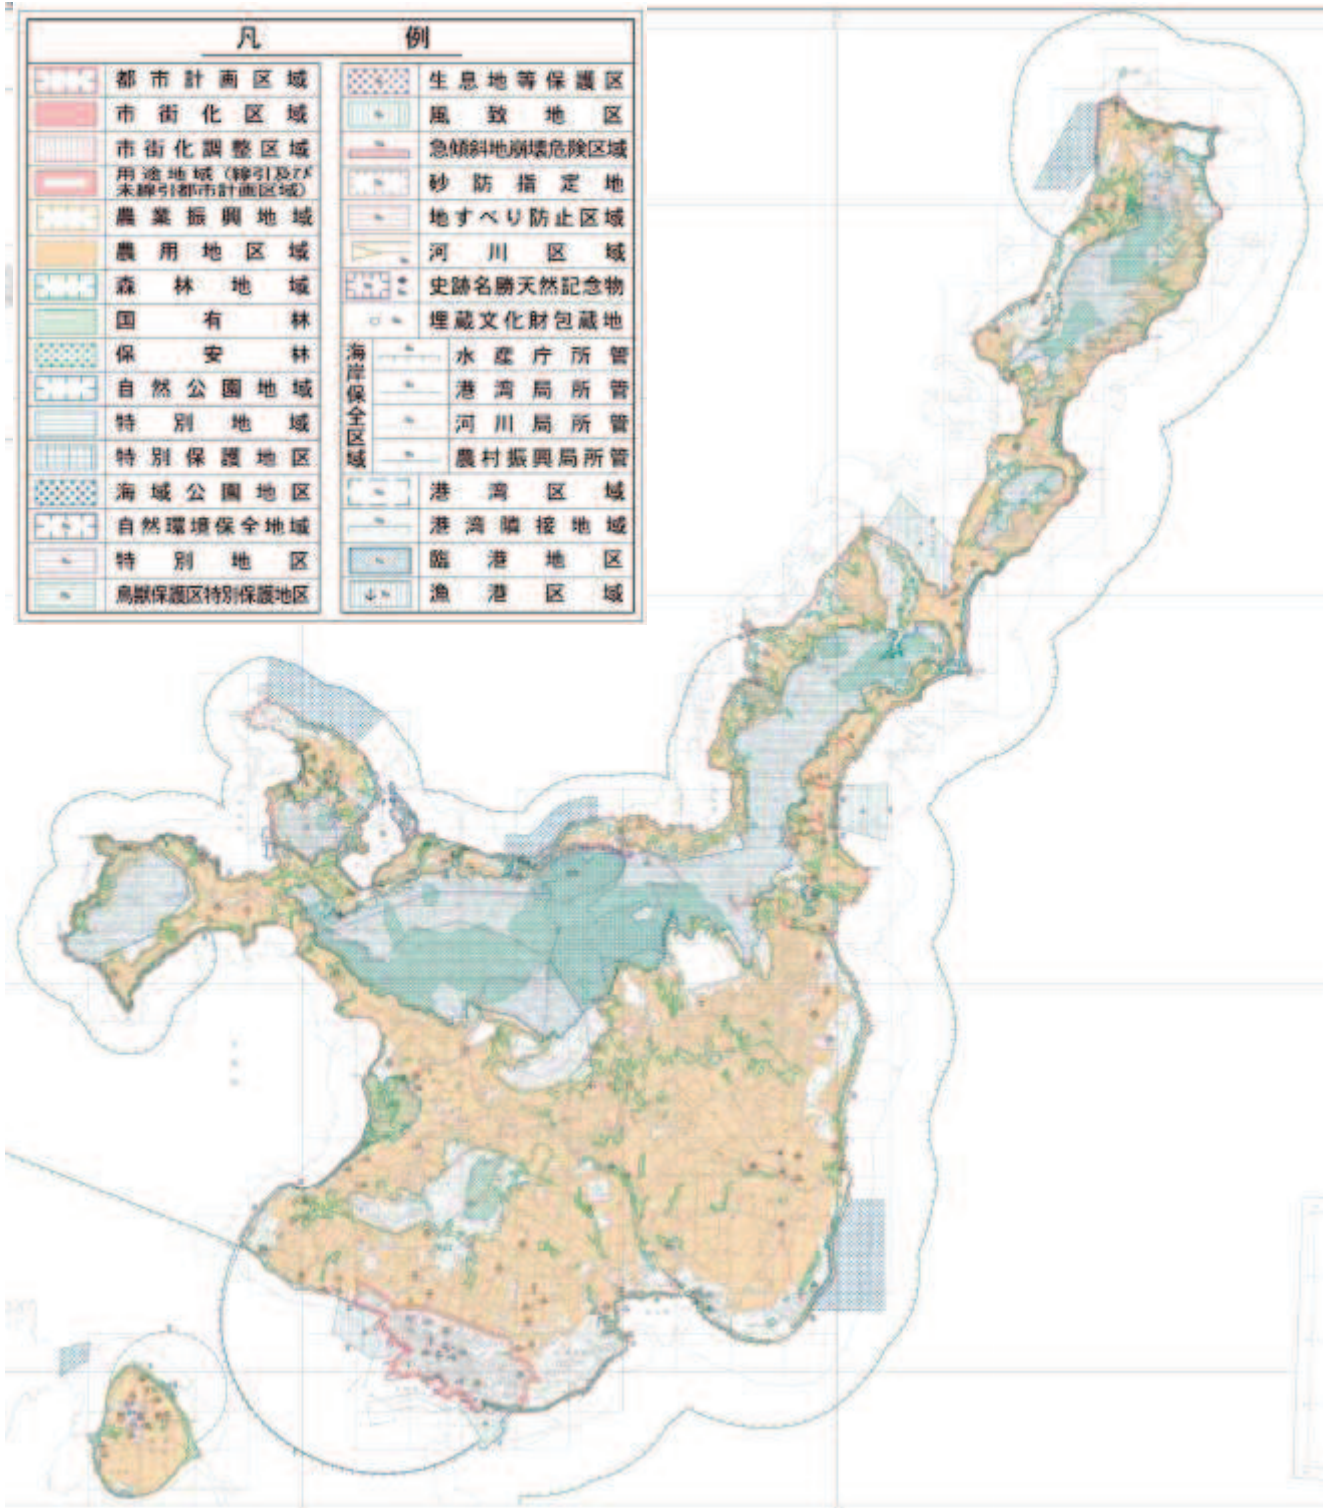 凡例
都市計画区域
市街化区域
市街化調整区域
用途地域（線引及び
未線引都市計画区域）
農業振興地域
農用地区域
森林地域
国有林
保安林
自然公園地域
特別地域
特別保護地区
海域公園地区
自然環境保全地域
特別地区
鳥獣保護区特別保護地区
生息地等保護区
風致地区
急傾斜地崩壊危険区域
砂防指定地
地すべり防止区域
河川区域
史跡名勝天然記念物
埋蔵文化財包蔵地
海岸保全区域
水産庁所管
港湾局所管
河川局所管
農村振興局所管
港湾区域
港湾隣接地域
臨港地区
漁港区域